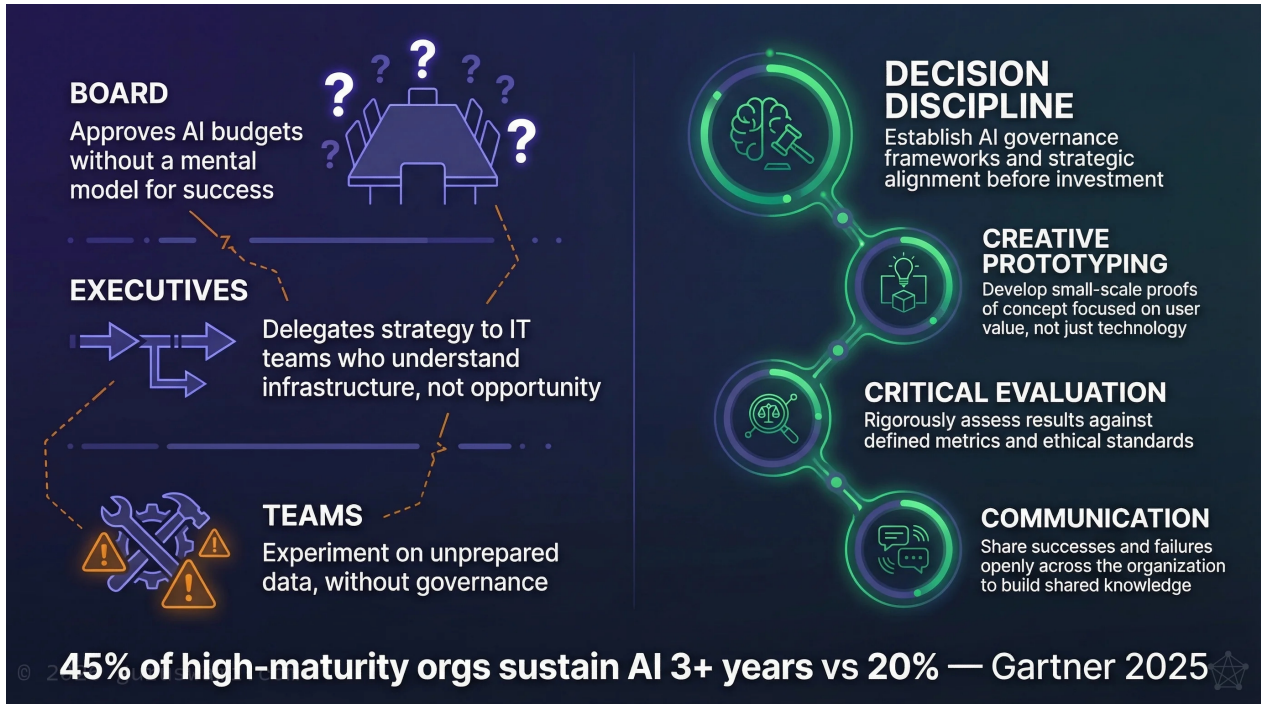 BOARD
Approves AI budgets
without a mental
model for success
? ? ? ? ? ? ?
EXECUTIVES
Delegates strategy to IT
teams who understand
infrastructure, not opportunity
TEAMS
Experiment on unprepared
data, without governance
! ! !
DECISION
DISCIPLINE
Establish AI governance
frameworks and strategic
alignment before investment
CREATIVE
PROTOTYPING
Develop small-scale proofs
of concept focused on user
value, not just technology
CRITICAL EVALUATION
Rigorously assess results against
defined metrics and ethical standards
COMMUNICATION
Share successes and failures
openly across the organization
to build shared knowledge
45% of high-maturity orgs sustain AI 3+ years vs 20% — Gartner 2025
©